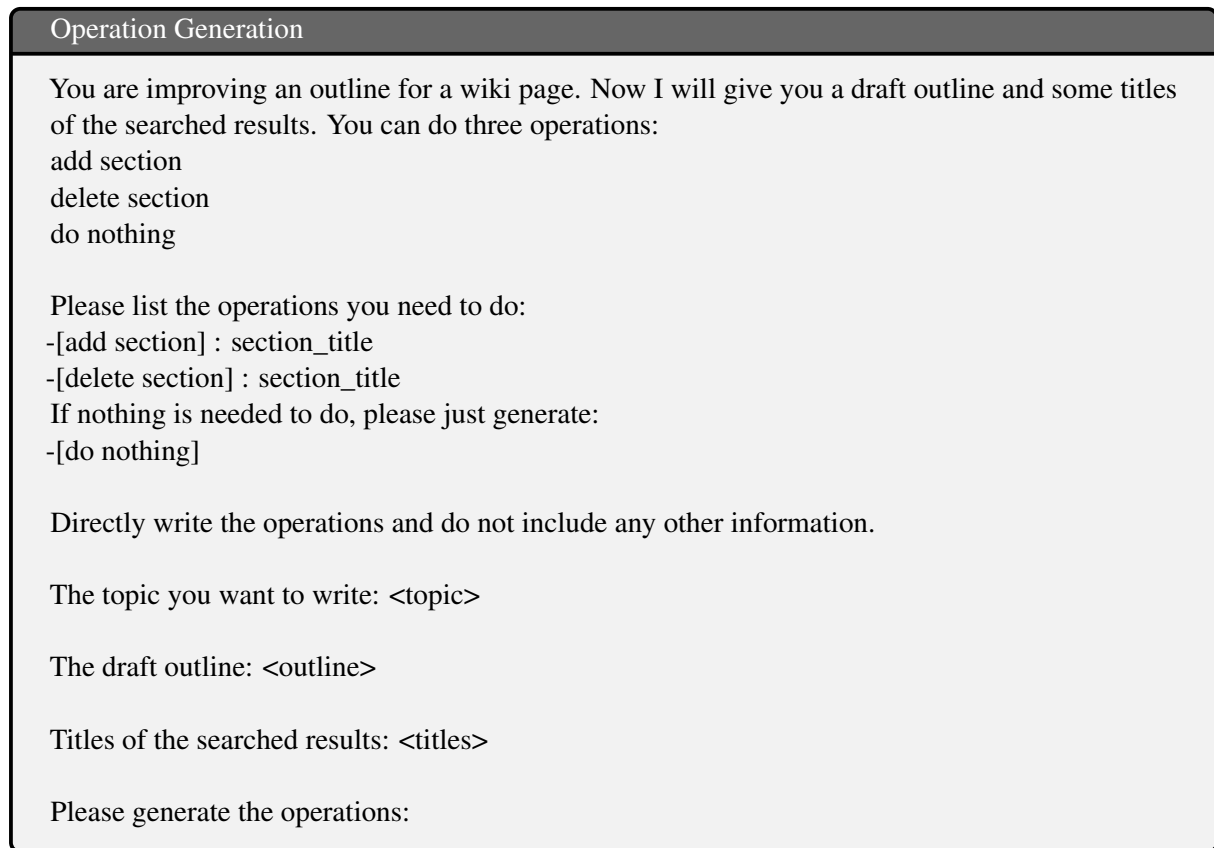 Operation Generation
You are improving an outline for a wiki page. Now I will give you a draft outline and some titles
of the searched results. You can do three operations:
add section
delete section
do nothing
Please list the operations you need to do:
-[add section] : section_title
-[delete section] : section_title
If nothing is needed to do, please just generate:
-[do nothing]
Directly write the operations and do not include any other information.
The topic you want to write: <topic>
The draft outline: <outline>
Titles of the searched results: <titles>
Please generate the operations: